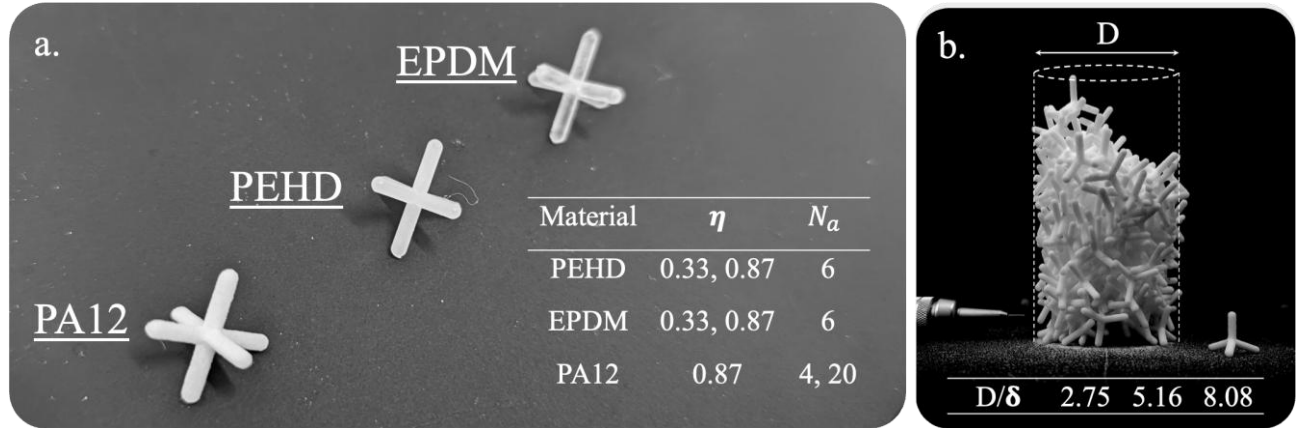 a.
EPDM
PEHD
PA12
Material η Nₐ
PEHD 0.33, 0.87 6
EPDM 0.33, 0.87 6
PA12 0.87 4, 20
b.
D
D/δ 2.75 5.16 8.08